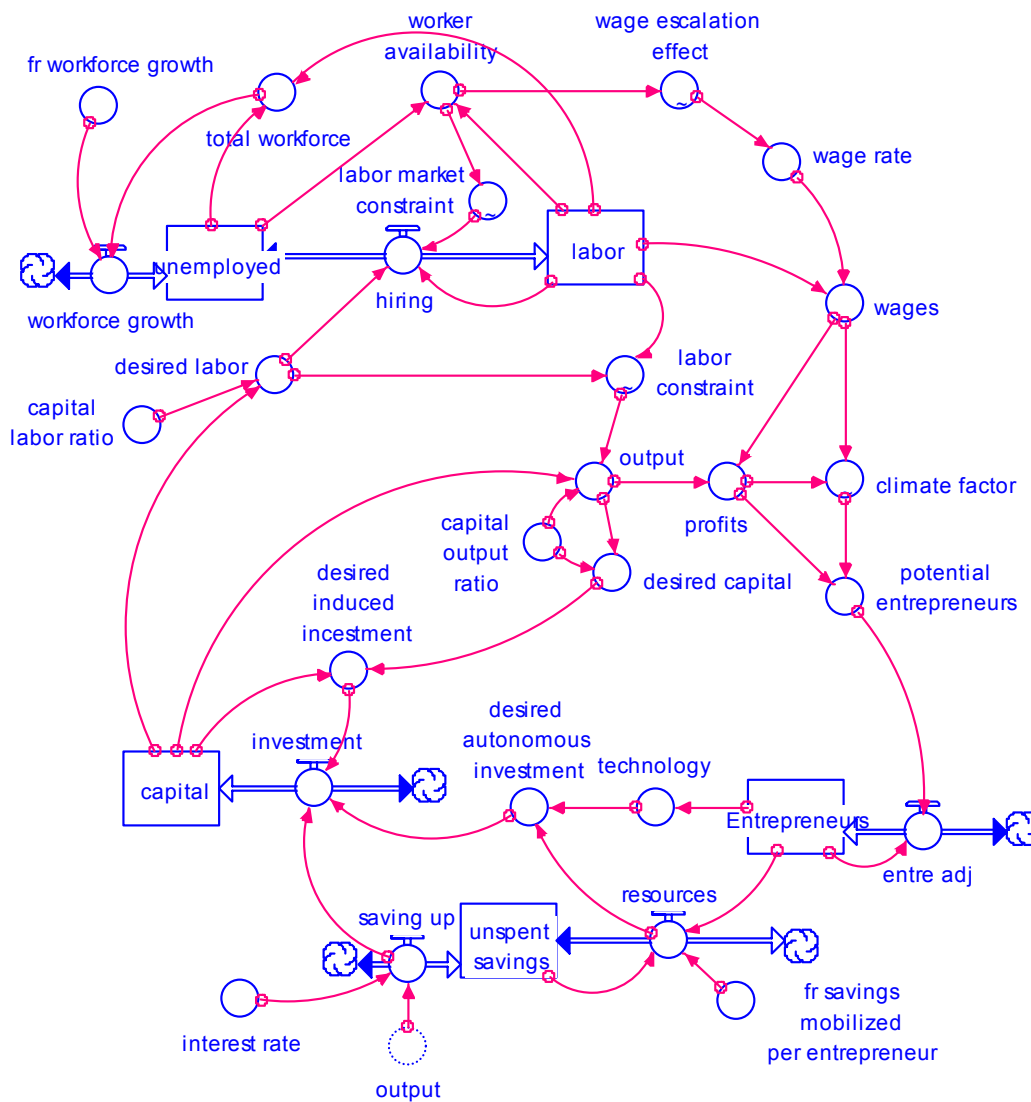 worker
availability
wage escalation
effect
fr workforce growth
total workforce
wage rate
labor market
constraint
unemployed
labor
hiring
workforce growth
wages
desired labor
labor
constraint
capital
labor ratio
output
climate factor
profits
capital
output
ratio
desired capital
potential
entrepreneurs
desired
induced
incestment
desired
autonomous
investment
investment
technology
capital
Entrepreneurs
entre adj
resources
saving up
unspent
savings
fr savings
mobilized
per entrepreneur
interest rate
output